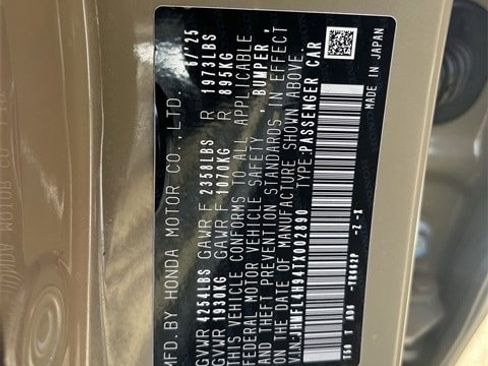 MFD. BY HONDA MOTOR CO., LTD. 6/'25
GVWR 4254LBS GAWR F 2358LBS R 1973LBS
GVWR 1930KG GAWR F 1070KG R 895KG
THIS VEHICLE CONFORMS TO ALL APPLICABLE
FEDERAL MOTOR VEHICLE SAFETY, BUMPER,
AND THEFT PREVENTION STANDARDS IN EFFECT
ON THE DATE OF MANUFACTURE SHOWN ABOVE.
VIN: TYPE:PASSENGER CAR
MADE IN JAPAN